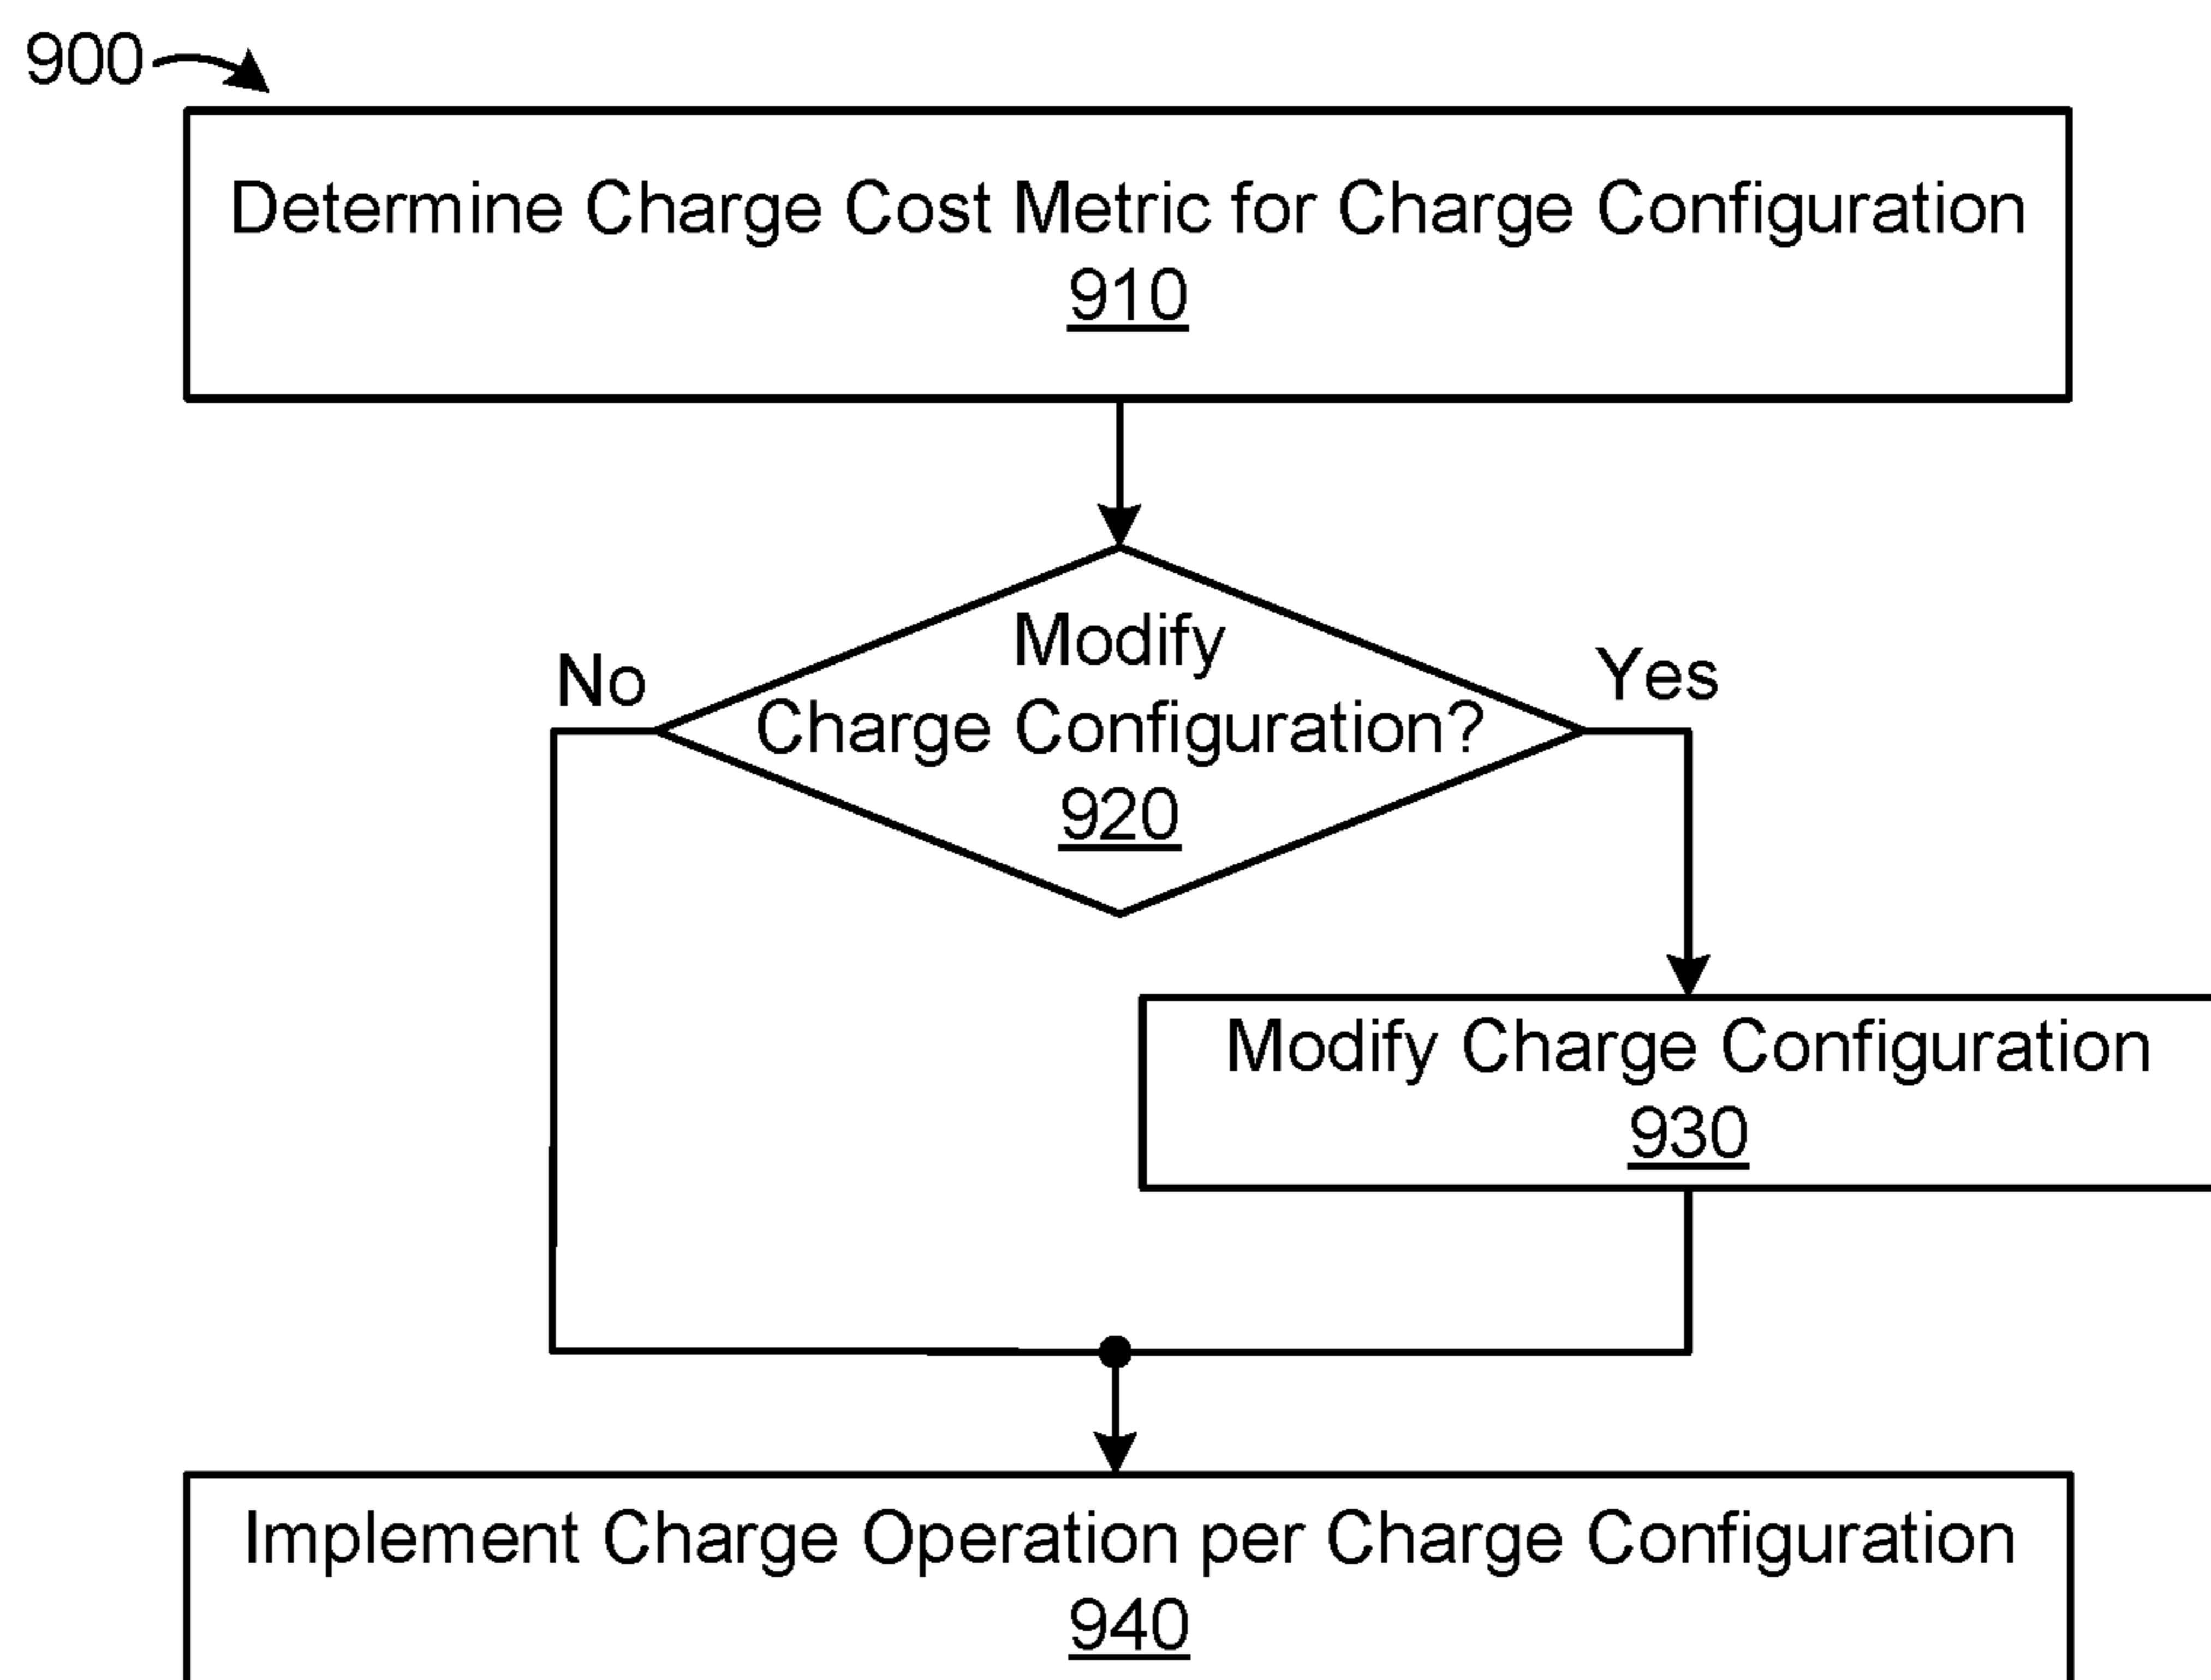 900
Determine Charge Cost Metric for Charge Configuration
910
Modify
Charge Configuration?
920
No
Yes
Modify Charge Configuration
930
Implement Charge Operation per Charge Configuration
940